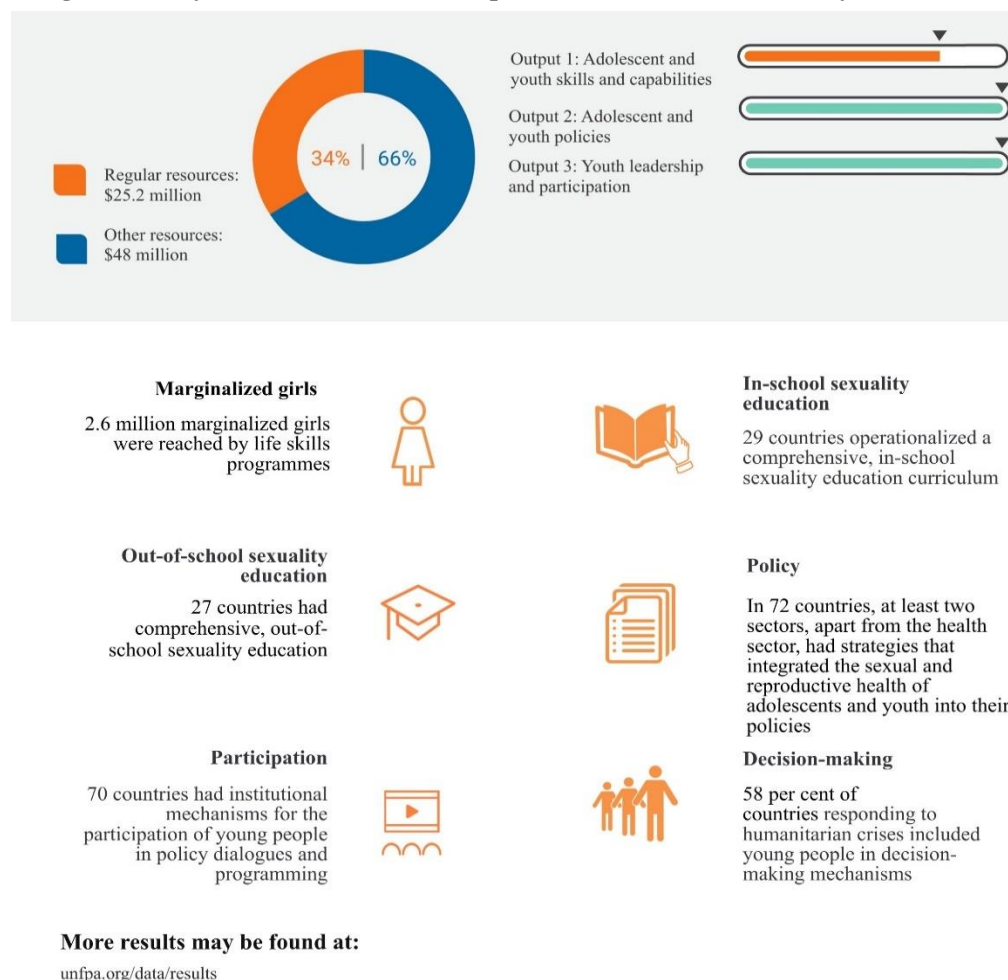 Output 1: Adolescent and
youth skills and capabilities
Output 2: Adolescent and
youth policies
Output 3: Youth leadership
and participation
34% | 66%
Regular resources:
$25.2 million
Other resources:
$48 million
Marginalized girls
2.6 million marginalized girls
were reached by life skills
programmes
In-school sexuality
education
29 countries operationalized a
comprehensive, in-school
sexuality education curriculum
Out-of-school sexuality
education
27 countries had
comprehensive, out-of-
school sexuality education
Policy
In 72 countries, at least two
sectors, apart from the health
sector, had strategies that
integrated the sexual and
reproductive health of
adolescents and youth into their
policies
Participation
70 countries had institutional
mechanisms for the
participation of young people
in policy dialogues and
programming
Decision-making
58 per cent of
countries responding to
humanitarian crises included
young people in decision-
making mechanisms
More results may be found at:
unfpa.org/data/results